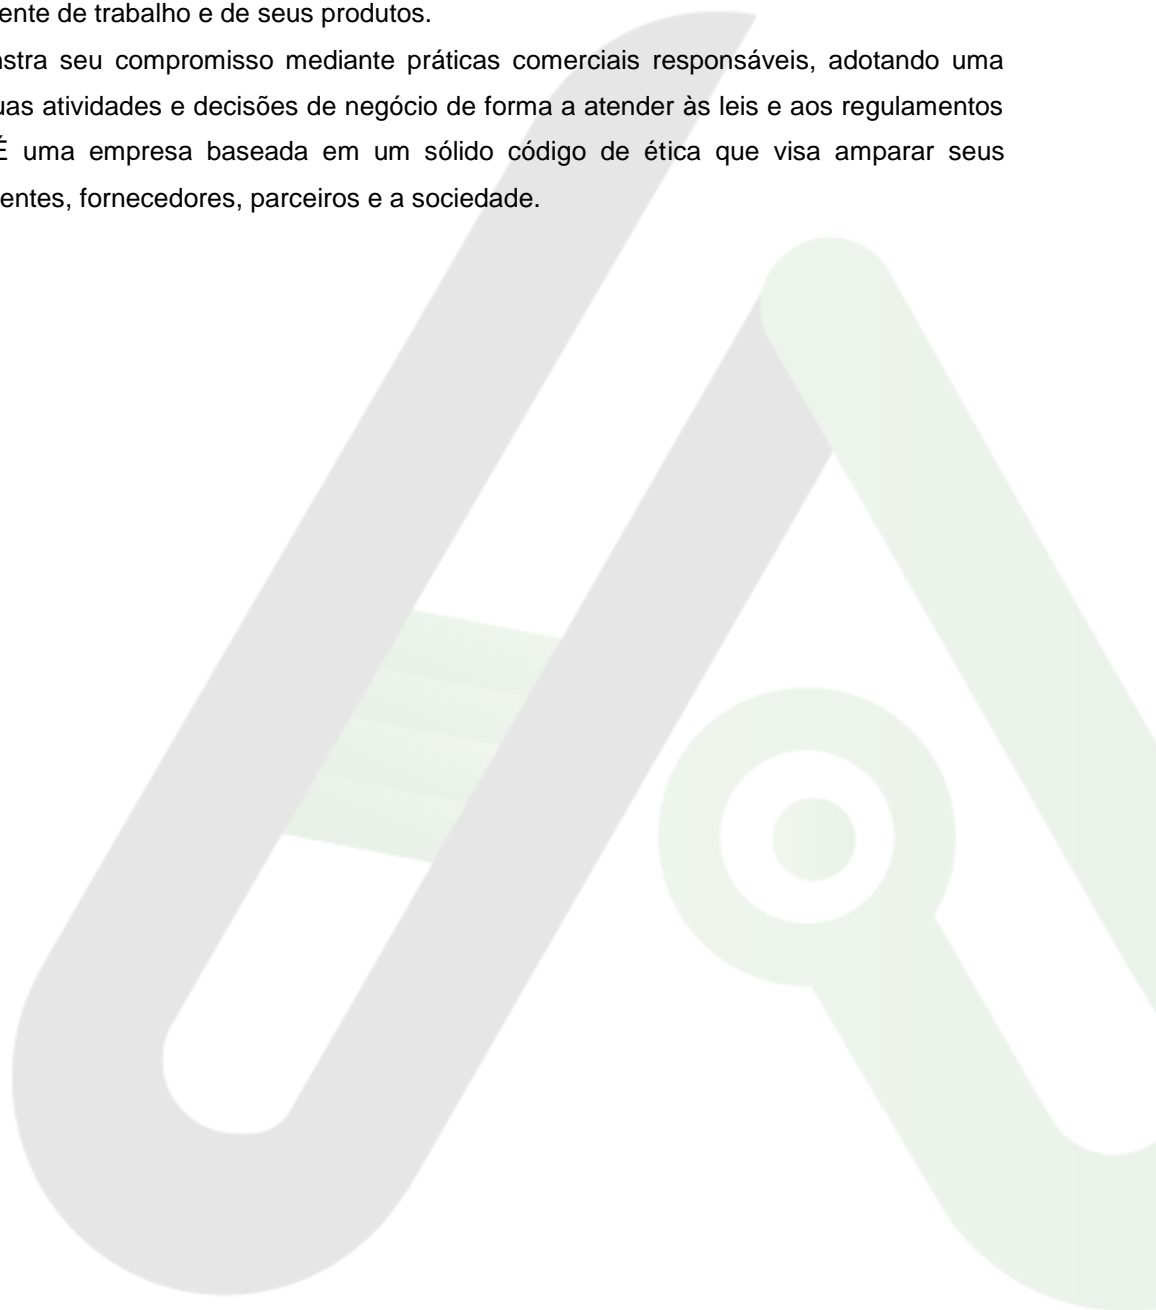 ente de trabalho e de seus produtos.
stra seu compromisso mediante práticas comerciais responsáveis, adotando uma
uas atividades e decisões de negócio de forma a atender às leis e aos regulamentos
É uma empresa baseada em um sólido código de ética que visa amparar seus
entes, fornecedores, parceiros e a sociedade.